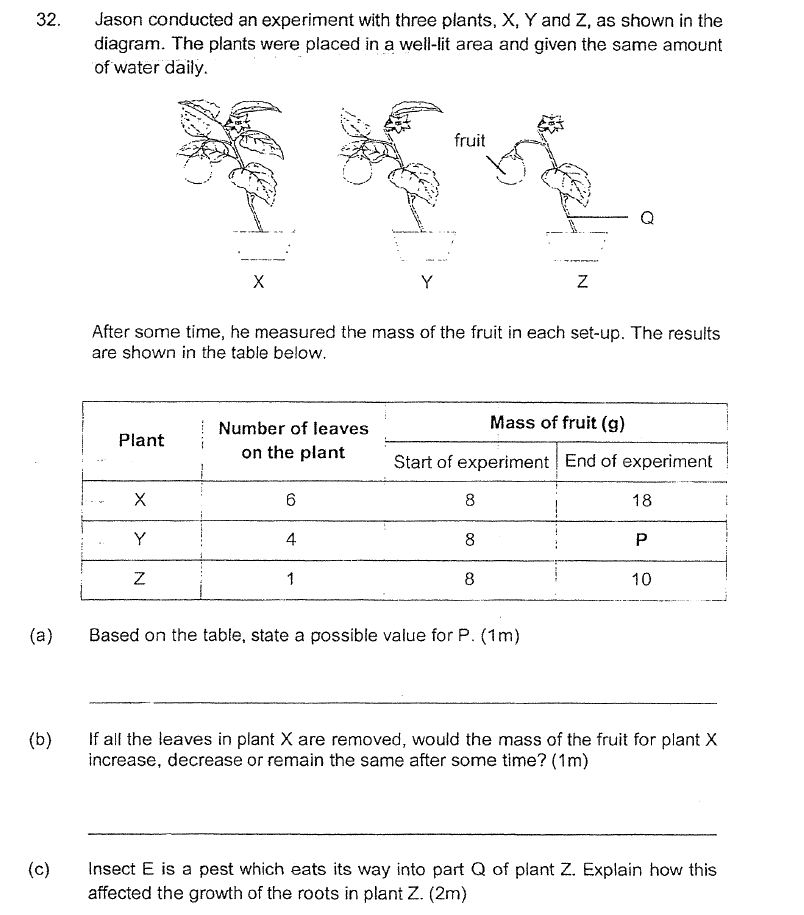 32. Jason conducted an experiment with three plants, X, Y and Z, as shown in the
diagram. The plants were placed in a well-lit area and given the same amount
of water daily.
fruit
Q
X Y Z
After some time, he measured the mass of the fruit in each set-up. The results
are shown in the table below.
Plant Number of leaves on the plant Mass of fruit (g)
Start of experiment End of experiment
X 6 8 18
Y 4 8 P
Z 1 8 10
(a) Based on the table, state a possible value for P. (1m)
(b) If all the leaves in plant X are removed, would the mass of the fruit for plant X
increase, decrease or remain the same after some time? (1m)
(c) Insect E is a pest which eats its way into part Q of plant Z. Explain how this
affected the growth of the roots in plant Z. (2m)